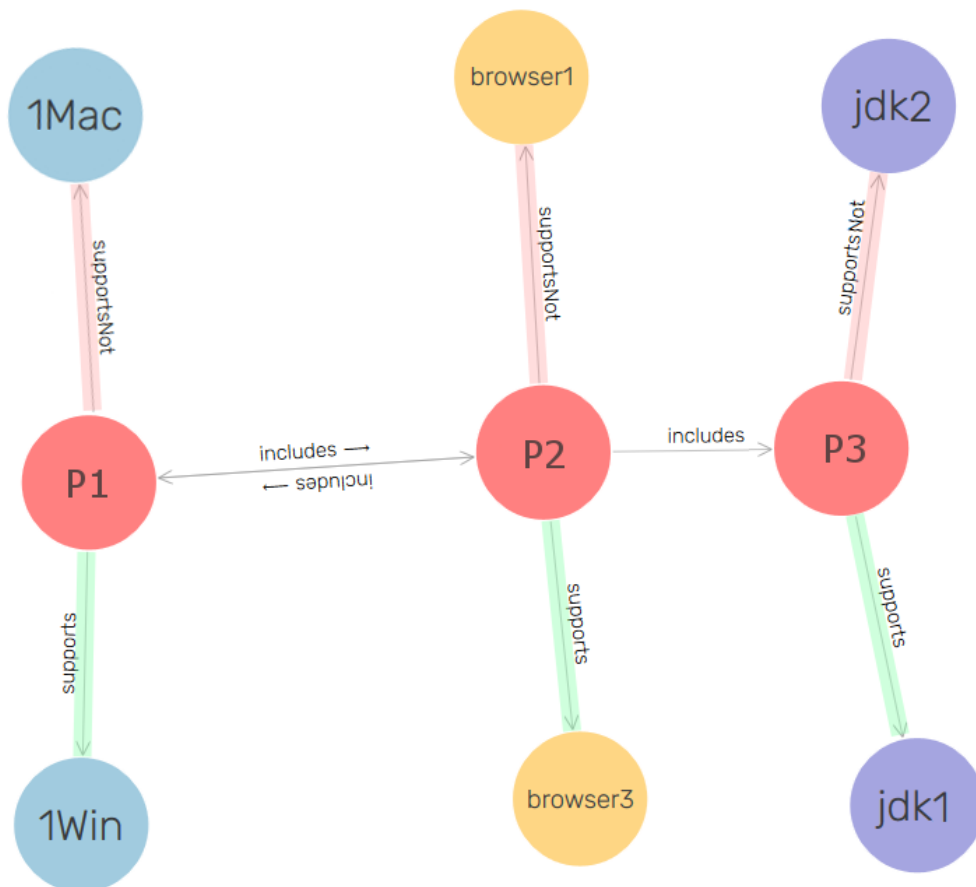 1Mac
browser1
jdk2
supportsNot
supportsNot
supportsNot
P1
includes →
includes →
P2
includes
P3
supports
supports
supports
1Win
browser3
jdk1